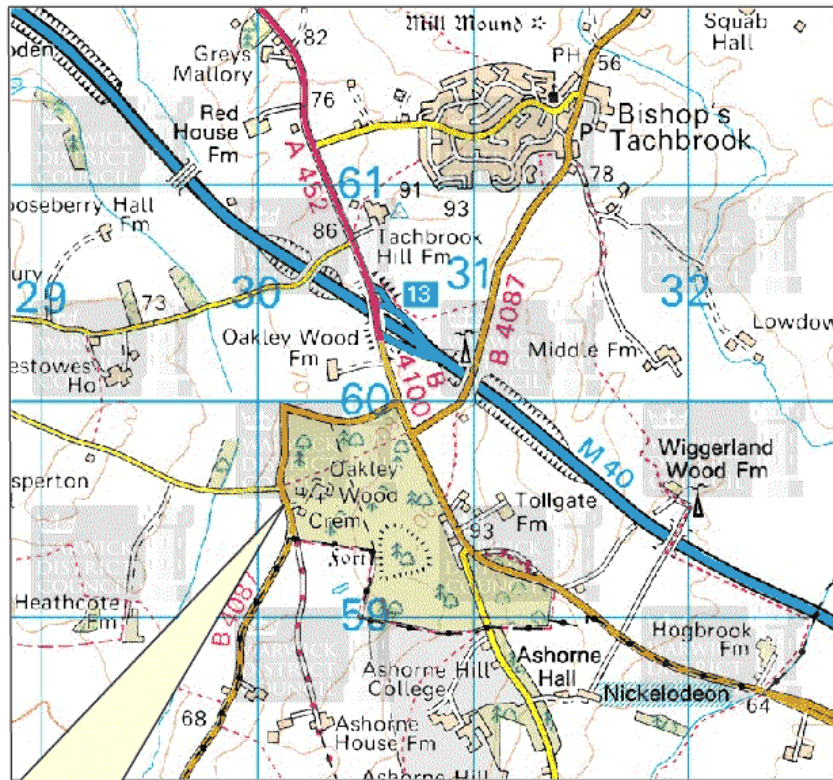 Mill Mound
Squab
Hall
82
Greys
Mallory
PH
56
oden
76
Red
House
Fm
Bishop's
Tachbrook
P
A 452
61
91
93
78
ooseberry Hall
Fm
86
Tachbrook
Hill Fm
bury
29
73
30
13
31
32
B 4087
Oakley Wood
Fm
Lowdow
Middle Fm
estowes
Ho
60
B
4100
M 40
Wiggerland
Wood Fm
Oakley
Wood
Crem
sperton
Tollgate
Fm
93
Fort
Heathcote
Fm
B 4087
59
Hogbrook
Fm
Ashorne Hill
College
Ashorne
Hall
Nickelodeon
64
68
Ashorne
House Fm
Ashorne Hill
WARWICK
DISTRICT
COUNCIL